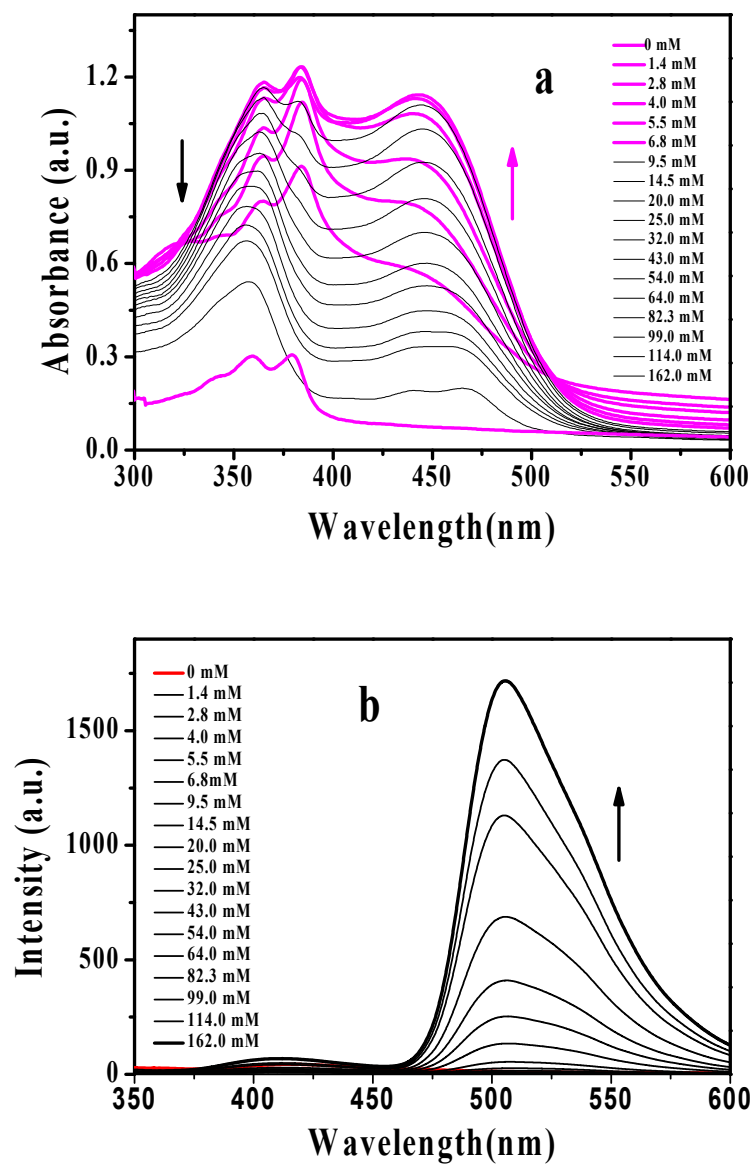 a
0 mM
1.4 mM
2.8 mM
4.0 mM
5.5 mM
6.8 mM
9.5 mM
14.5 mM
20.0 mM
25.0 mM
32.0 mM
43.0 mM
54.0 mM
64.0 mM
82.3 mM
99.0 mM
114.0 mM
162.0 mM
Absorbance (a.u.)
1.2
0.9
0.6
0.3
0.0
300 350 400 450 500 550 600
Wavelength(nm)
b
0 mM
1.4 mM
2.8 mM
4.0 mM
5.5 mM
6.8mM
9.5 mM
14.5 mM
20.0 mM
25.0 mM
32.0 mM
43.0 mM
54.0 mM
64.0 mM
82.3 mM
99.0 mM
114.0 mM
162.0 mM
Intensity (a.u.)
1500
1000
500
0
350 400 450 500 550 600
Wavelength(nm)